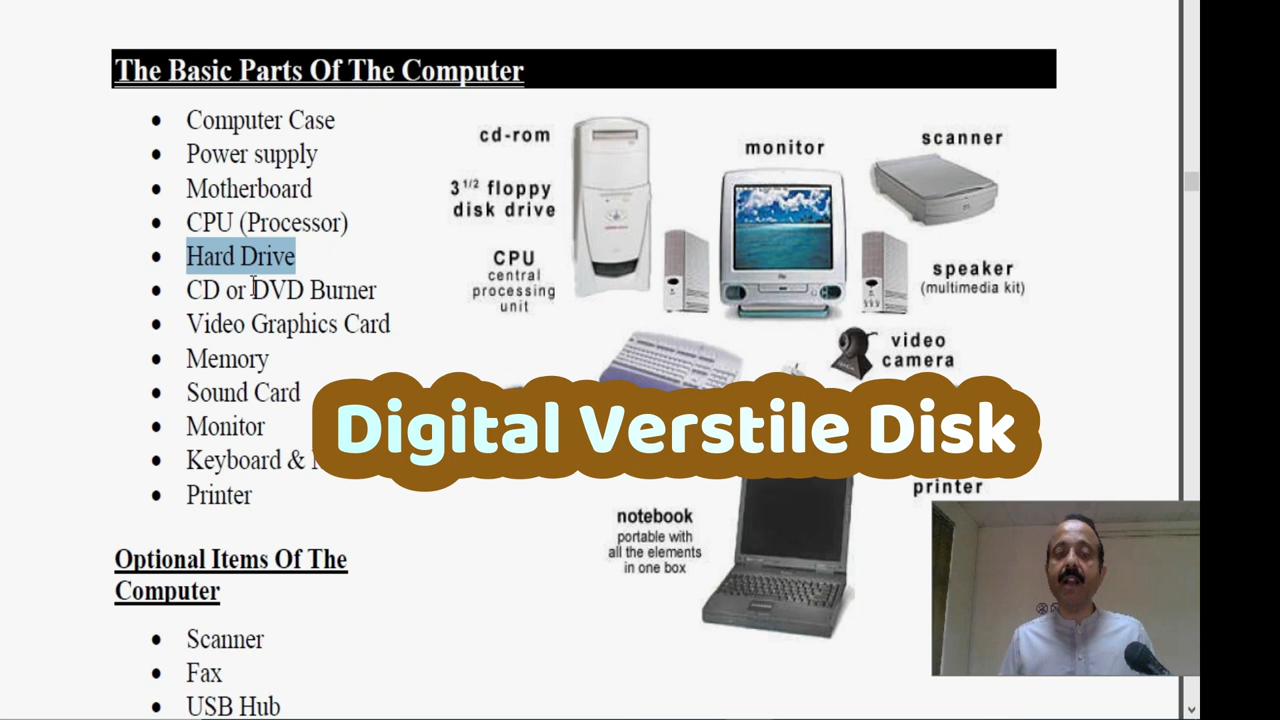 The Basic Parts Of The Computer
Computer Case
Power supply
Motherboard
CPU (Processor)
Hard Drive
CD or DVD Burner
Video Graphics Card
Memory
Sound Card
Monitor
Keyboard &
Printer
cd-rom
3 1/2 floppy
disk drive
CPU
central
processing
unit
monitor
scanner
speaker
(multimedia kit)
video
camera
Digital Verstile Disk
printer
notebook
portable with
all the elements
in one box
Optional Items Of The
Computer
Scanner
Fax
USB Hub